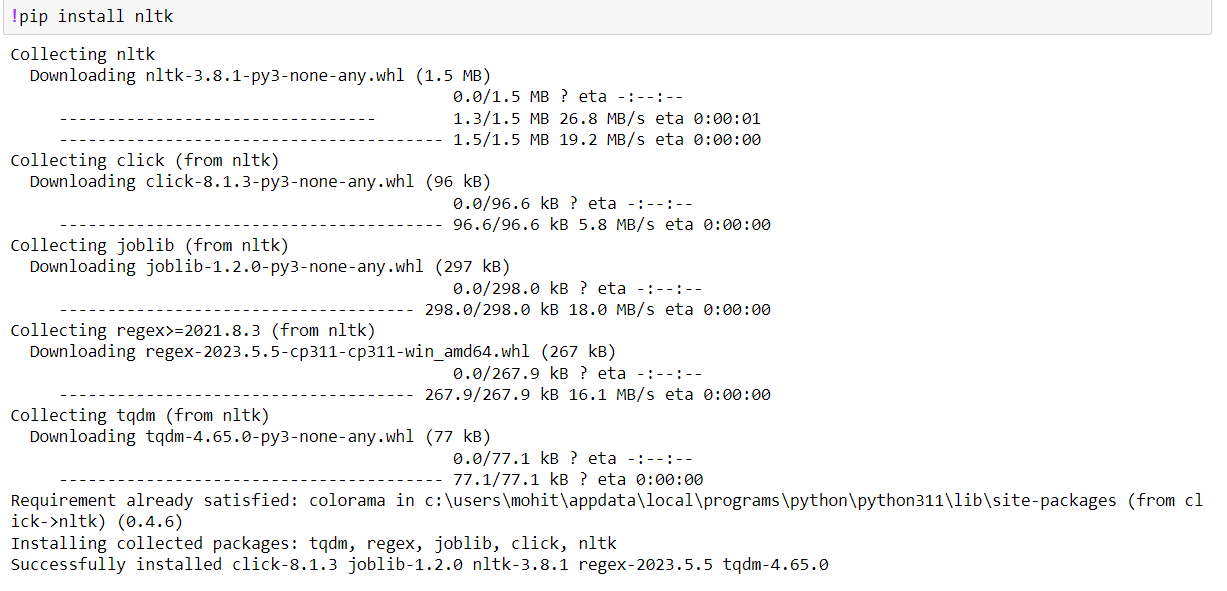 !pip install nltk
Collecting nltk
  Downloading nltk-3.8.1-py3-none-any.whl (1.5 MB)
                                              0.0/1.5 MB ? eta -:--:--
     ---------------------------------        1.3/1.5 MB 26.8 MB/s eta 0:00:01
     ---------------------------------------- 1.5/1.5 MB 19.2 MB/s eta 0:00:00
Collecting click (from nltk)
  Downloading click-8.1.3-py3-none-any.whl (96 kB)
                                              0.0/96.6 kB ? eta -:--:--
     ---------------------------------------- 96.6/96.6 kB 5.8 MB/s eta 0:00:00
Collecting joblib (from nltk)
  Downloading joblib-1.2.0-py3-none-any.whl (297 kB)
                                              0.0/298.0 kB ? eta -:--:--
     ------------------------------------- 298.0/298.0 kB 18.0 MB/s eta 0:00:00
Collecting regex>=2021.8.3 (from nltk)
  Downloading regex-2023.5.5-cp311-cp311-win_amd64.whl (267 kB)
                                              0.0/267.9 kB ? eta -:--:--
     ------------------------------------- 267.9/267.9 kB 16.1 MB/s eta 0:00:00
Collecting tqdm (from nltk)
  Downloading tqdm-4.65.0-py3-none-any.whl (77 kB)
                                              0.0/77.1 kB ? eta -:--:--
     ---------------------------------------- 77.1/77.1 kB ? eta 0:00:00
Requirement already satisfied: colorama in c:\users\mohit\appdata\local\programs\python\python311\lib\site-packages (from cl
ick->nltk) (0.4.6)
Installing collected packages: tqdm, regex, joblib, click, nltk
Successfully installed click-8.1.3 joblib-1.2.0 nltk-3.8.1 regex-2023.5.5 tqdm-4.65.0